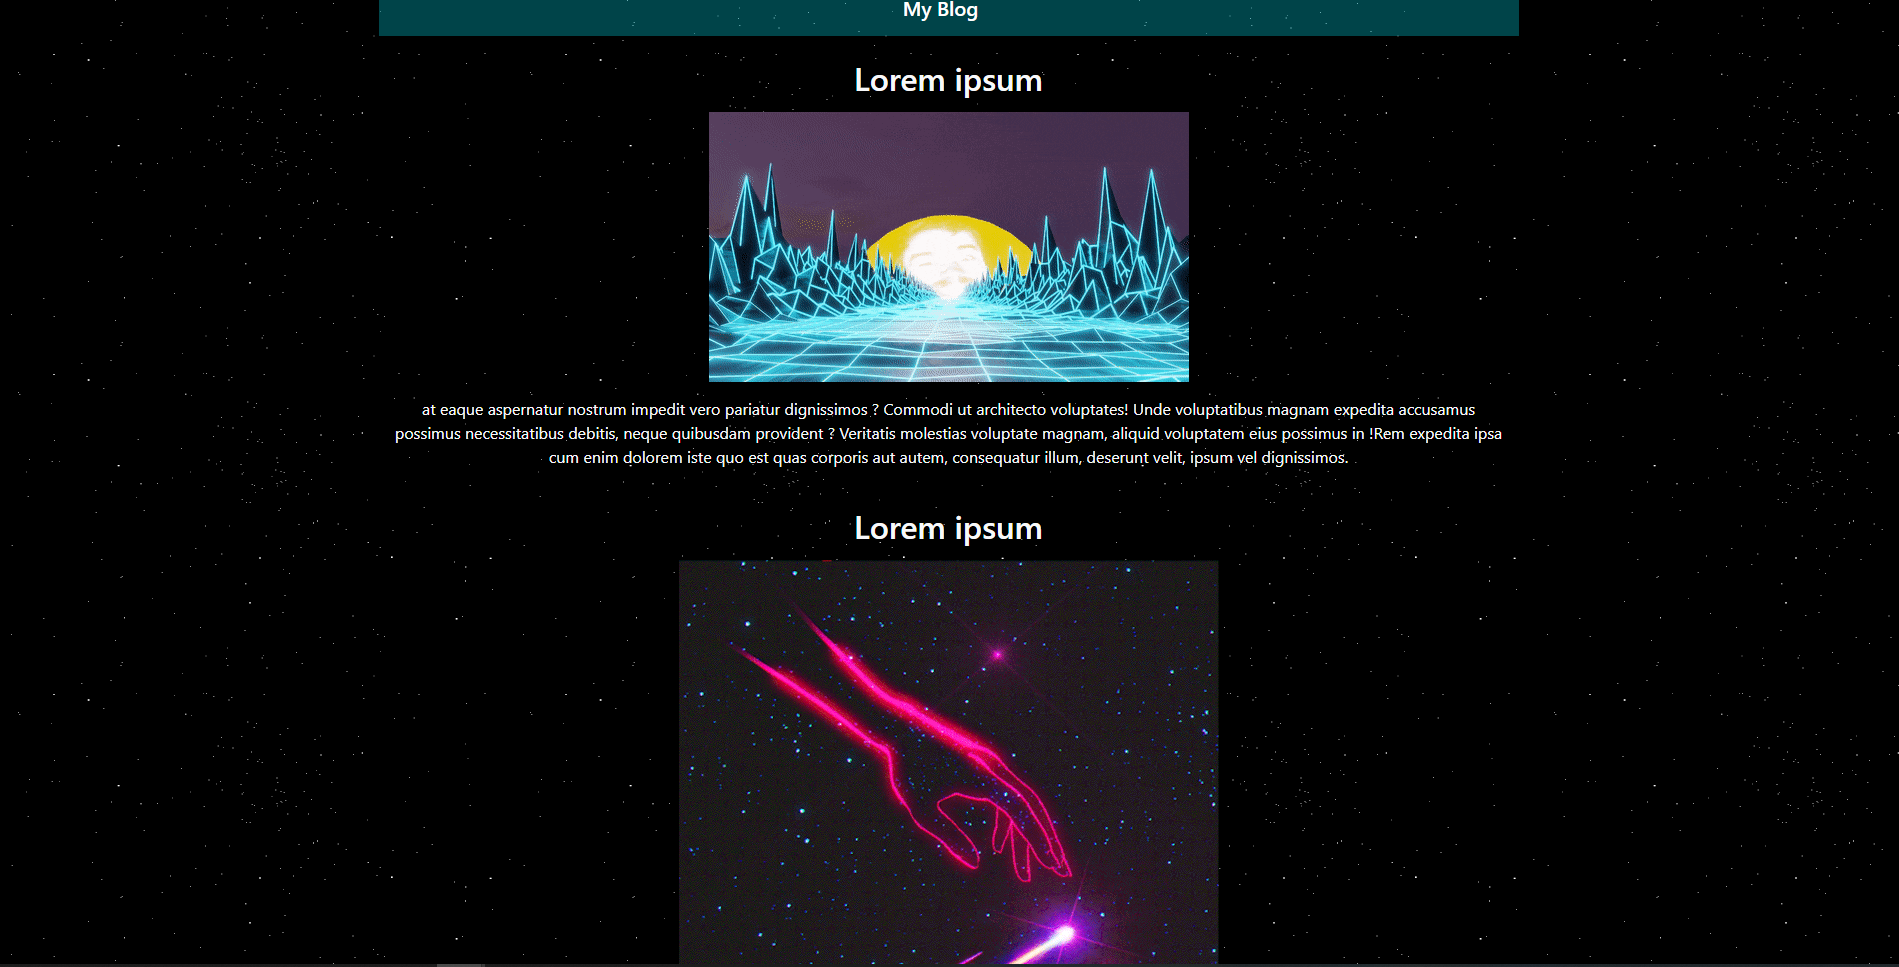 My Blog
Lorem ipsum
at eaque aspernatur nostrum impedit vero pariatur dignissimos ? Commodi ut architecto voluptates! Unde voluptatibus magnam expedita accusamus
possimus necessitatibus debitis, neque quibusdam provident ? Veritatis molestias voluptate magnam, aliquid voluptatem eius possimus in !Rem expedita ipsa
cum enim dolorem iste quo est quas corporis aut autem, consequatur illum, deserunt velit, ipsum vel dignissimos.
Lorem ipsum